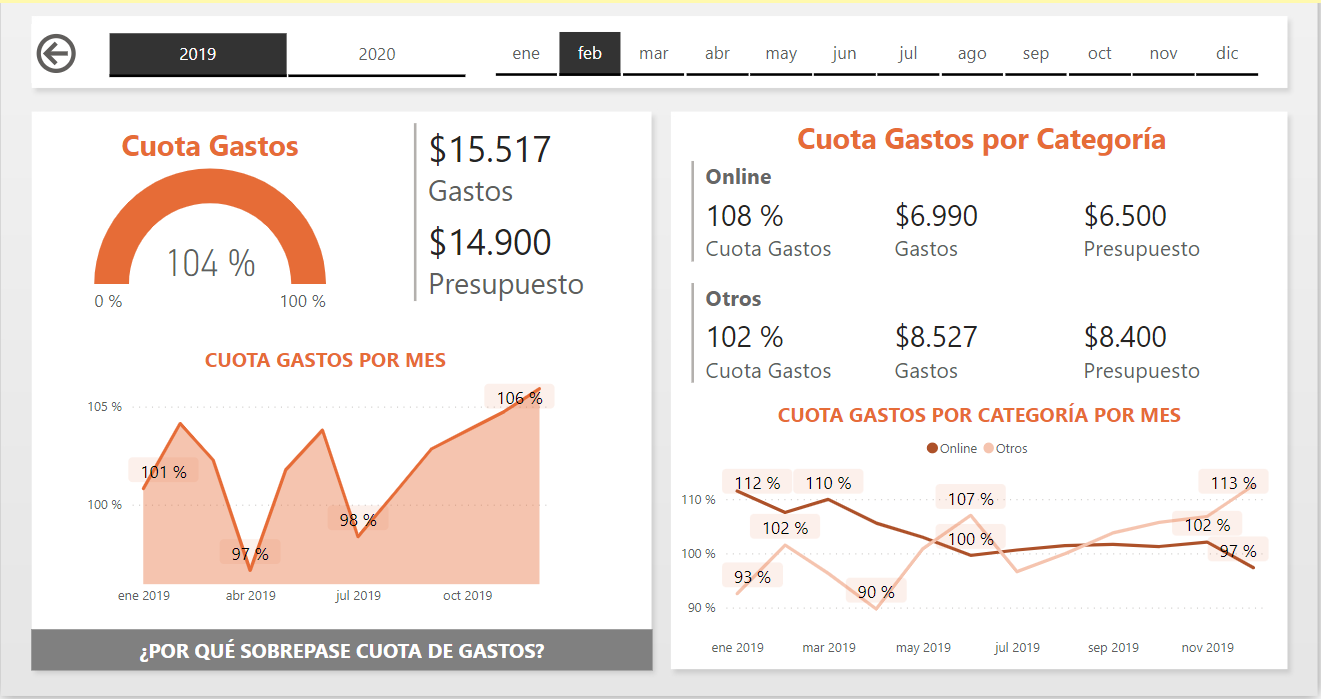 2019 2020 ene feb mar abr may jun jul ago sep oct nov dic
Cuota Gastos
104 %
0 % 100 %
$15.517
Gastos
$14.900
Presupuesto
CUOTA GASTOS POR MES
105 %
100 %
101 %
97 %
98 %
106 %
ene 2019 abr 2019 jul 2019 oct 2019
¿POR QUÉ SOBREPASE CUOTA DE GASTOS?
Cuota Gastos por Categoría
Online
108 % $6.990 $6.500
Cuota Gastos Gastos Presupuesto
Otros
102 % $8.527 $8.400
Cuota Gastos Gastos Presupuesto
CUOTA GASTOS POR CATEGORÍA POR MES
Online Otros
110 %
100 %
90 %
112 % 110 % 113 %
107 %
102 % 100 % 102 %
97 %
93 %
90 %
ene 2019 mar 2019 may 2019 jul 2019 sep 2019 nov 2019